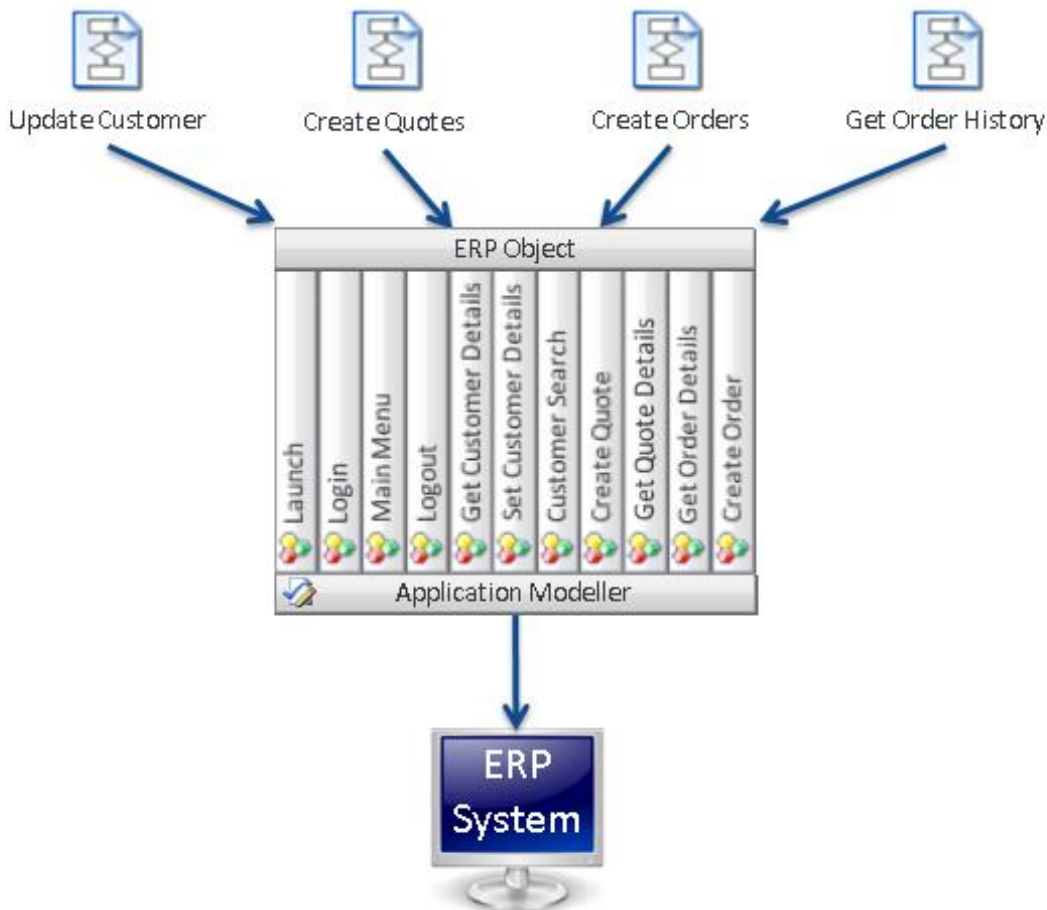 Update Customer
Create Quotes
Create Orders
Get Order History
ERP Object
Launch
Login
Main Menu
Logout
Get Customer Details
Set Customer Details
Customer Search
Create Quote
Get Quote Details
Get Order Details
Create Order
Application Modeller
ERP
System